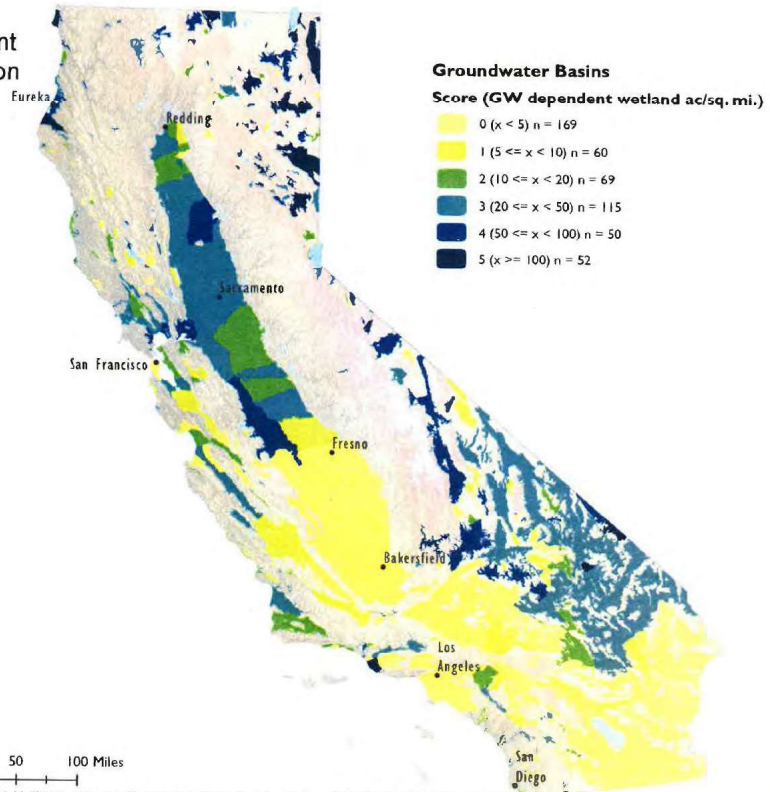 nt
on
Eureka
Redding
Sacramento
San Francisco
Fresno
Bakersfield
Los
Angeles
San
Diego
Groundwater Basins
Score (GW dependent wetland ac/sq. mi.)
0 (x < 5) n = 169
1 (5 <= x < 10) n = 60
2 (10 <= x < 20) n = 69
3 (20 <= x < 50) n = 115
4 (50 <= x < 100) n = 50
5 (x >= 100) n = 52
50 100 Miles